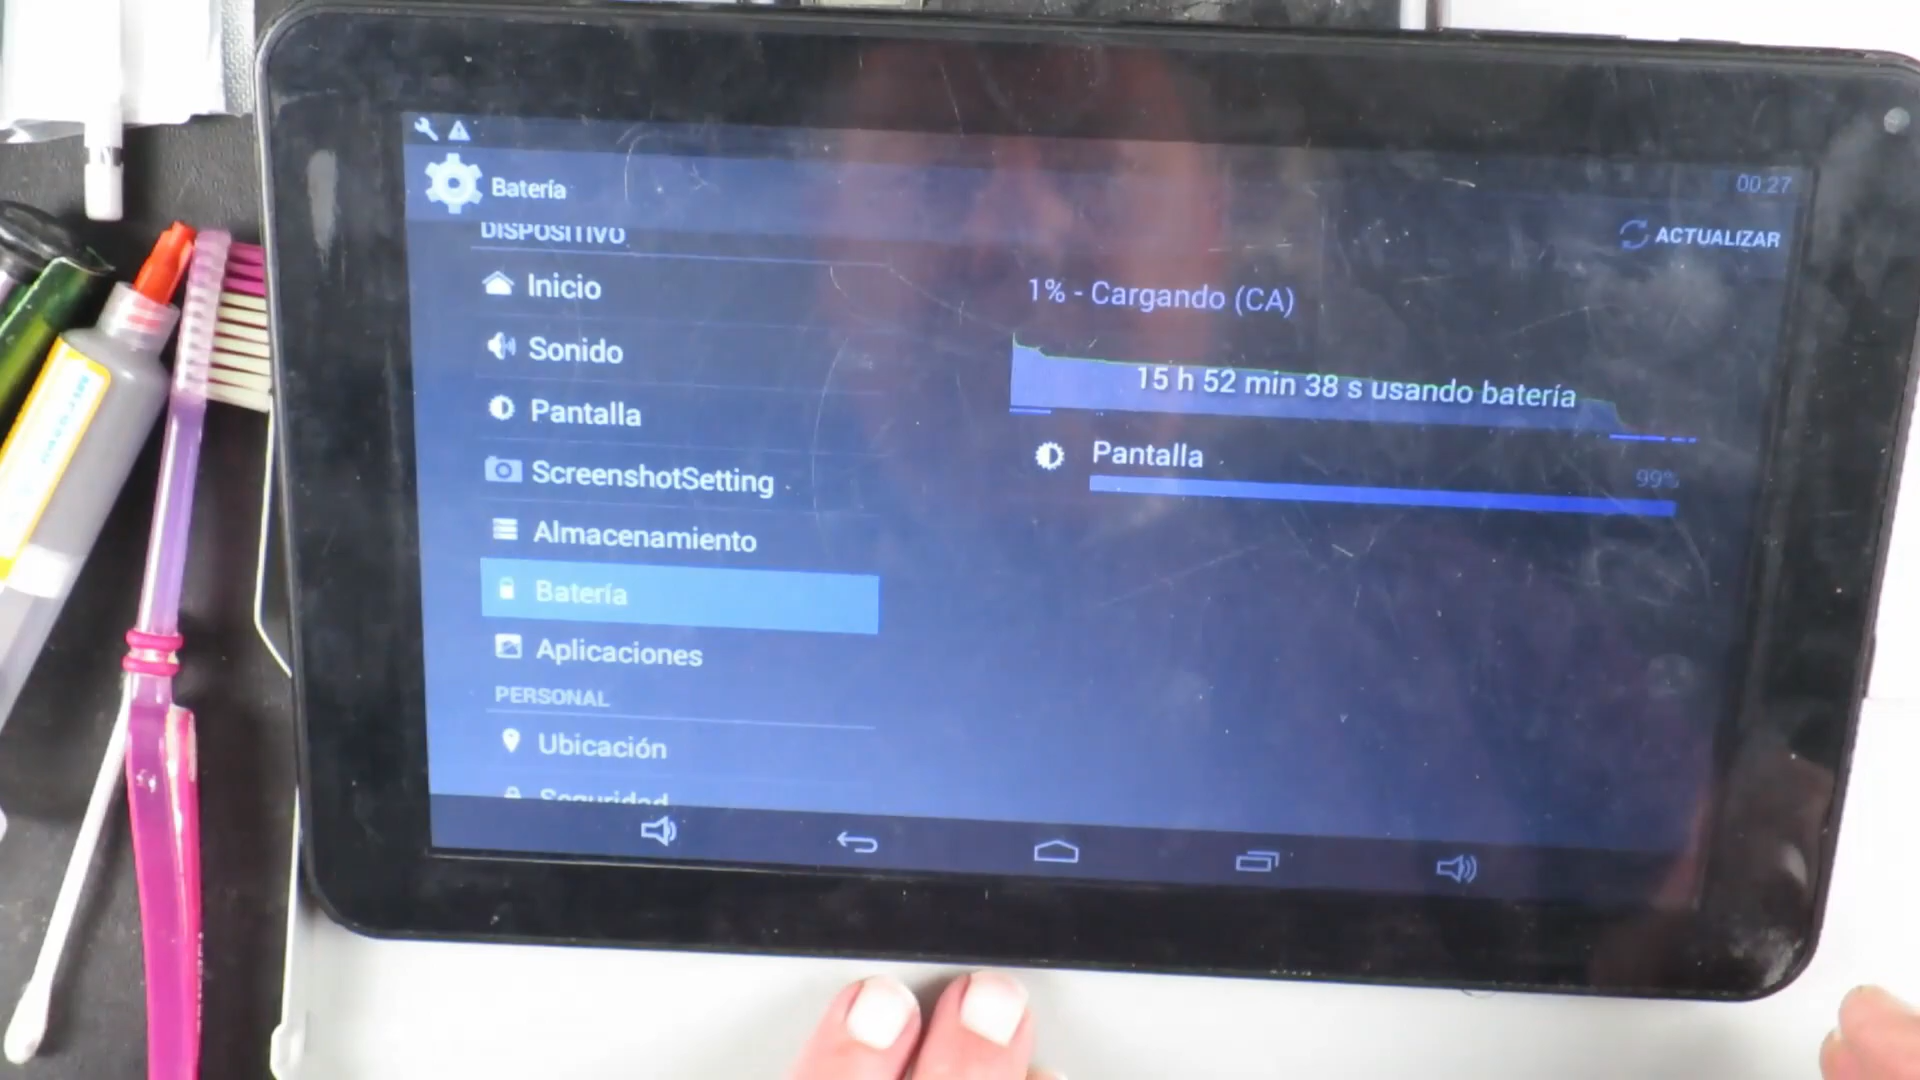 Batería
00:27
ACTUALIZAR
DISPOSITIVO
Inicio
Sonido
Pantalla
ScreenshotSetting
Almacenamiento
Batería
Aplicaciones
PERSONAL
Ubicación
Seguridad
1% - Cargando (CA)
15 h 52 min 38 s usando batería
Pantalla
99%